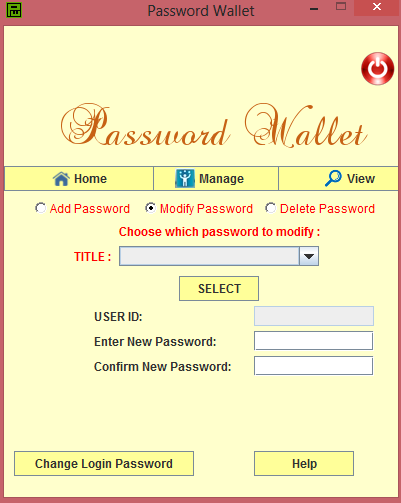 Password Wallet
Password Wallet
Home Manage View
Add Password Modify Password Delete Password
Choose which password to modify :
TITLE :
SELECT
USER ID:
Enter New Password:
Confirm New Password:
Change Login Password Help